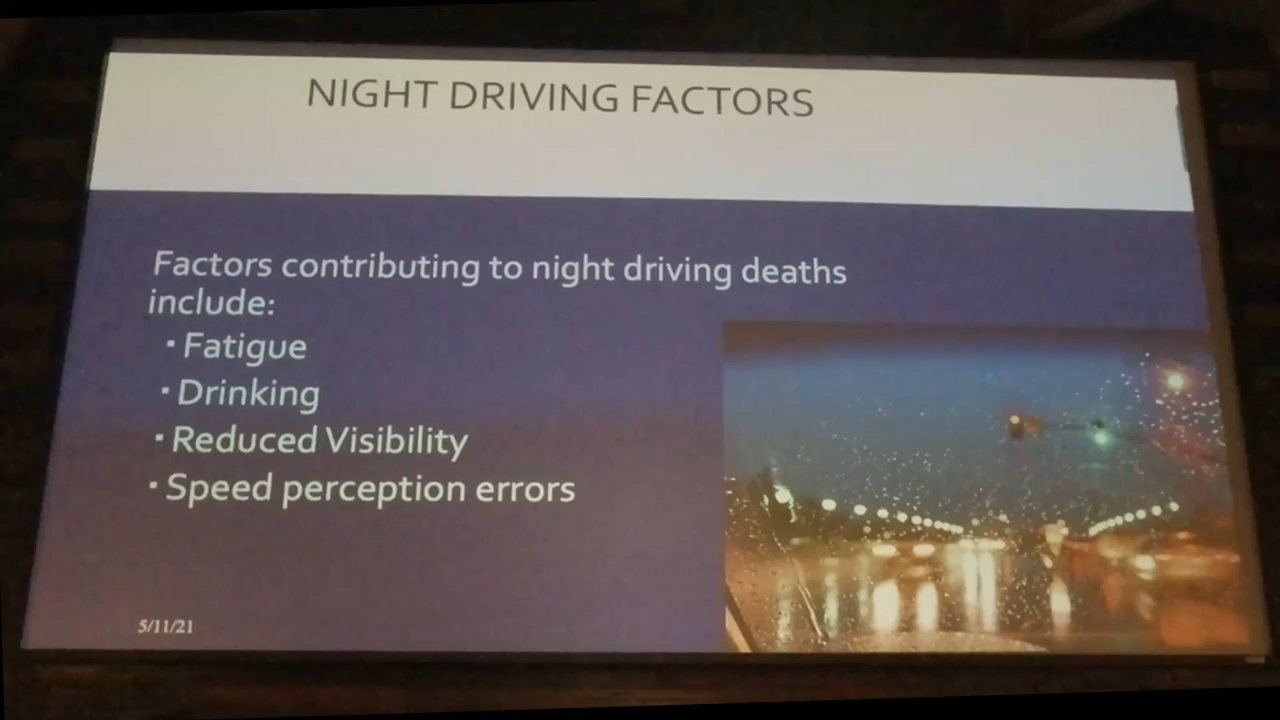 NIGHT DRIVING FACTORS
Factors contributing to night driving deaths
include:
▪ Fatigue
▪ Drinking
▪ Reduced Visibility
▪ Speed perception errors
5/11/21